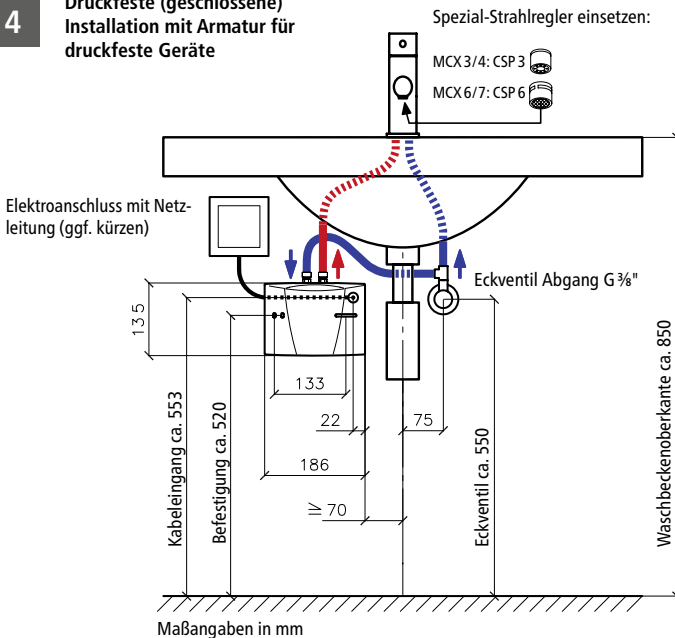 4
Druckfeste (geschlossene)
Installation mit Armatur für
druckfeste Geräte
Spezial-Strahlregler einsetzen:
MCX 3/4: CSP 3
MCX 6/7: CSP 6
Elektroanschluss mit Netz-
leitung (ggf. kürzen)
Eckventil Abgang G ⅜"
135
133
22
75
186
≥ 70
Kabeleingang ca. 553
Befestigung ca. 520
Eckventil ca. 550
Waschbeckenoberkante ca. 850
Maßangaben in mm